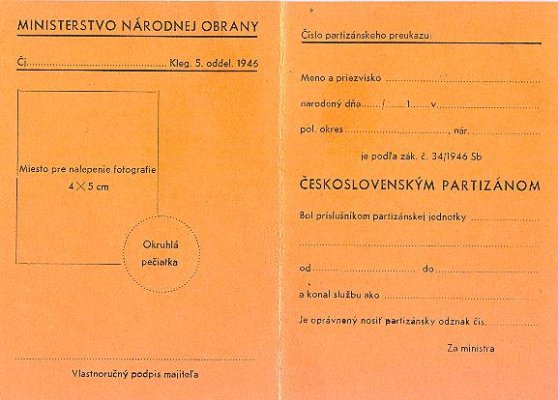 MINISTERSTVO NÁRODNEJ OBRANY
Čj............................................ Kleg. 5. oddel. 1946
Miesto pre nalepenie fotografie
4×5 cm
Okruhlá
pečiatka
Vlastnoručný podpis majiteľa
Číslo partizánskeho preukazu:
Meno a priezvisko ............................................
narodený dňa....../......1.....v....................
pol. okres................................, nár. ...............
je podľa zák. č. 34/1946 Sb
ČESKOSLOVENSKÝM PARTIZÁNOM
Bol príslušníkom partizánskej jednotky ....................
od .............................. do ..............................
a konal službu ako ............................................
Je oprávnený nosiť partizánsky odznak čís.....................
Za ministra